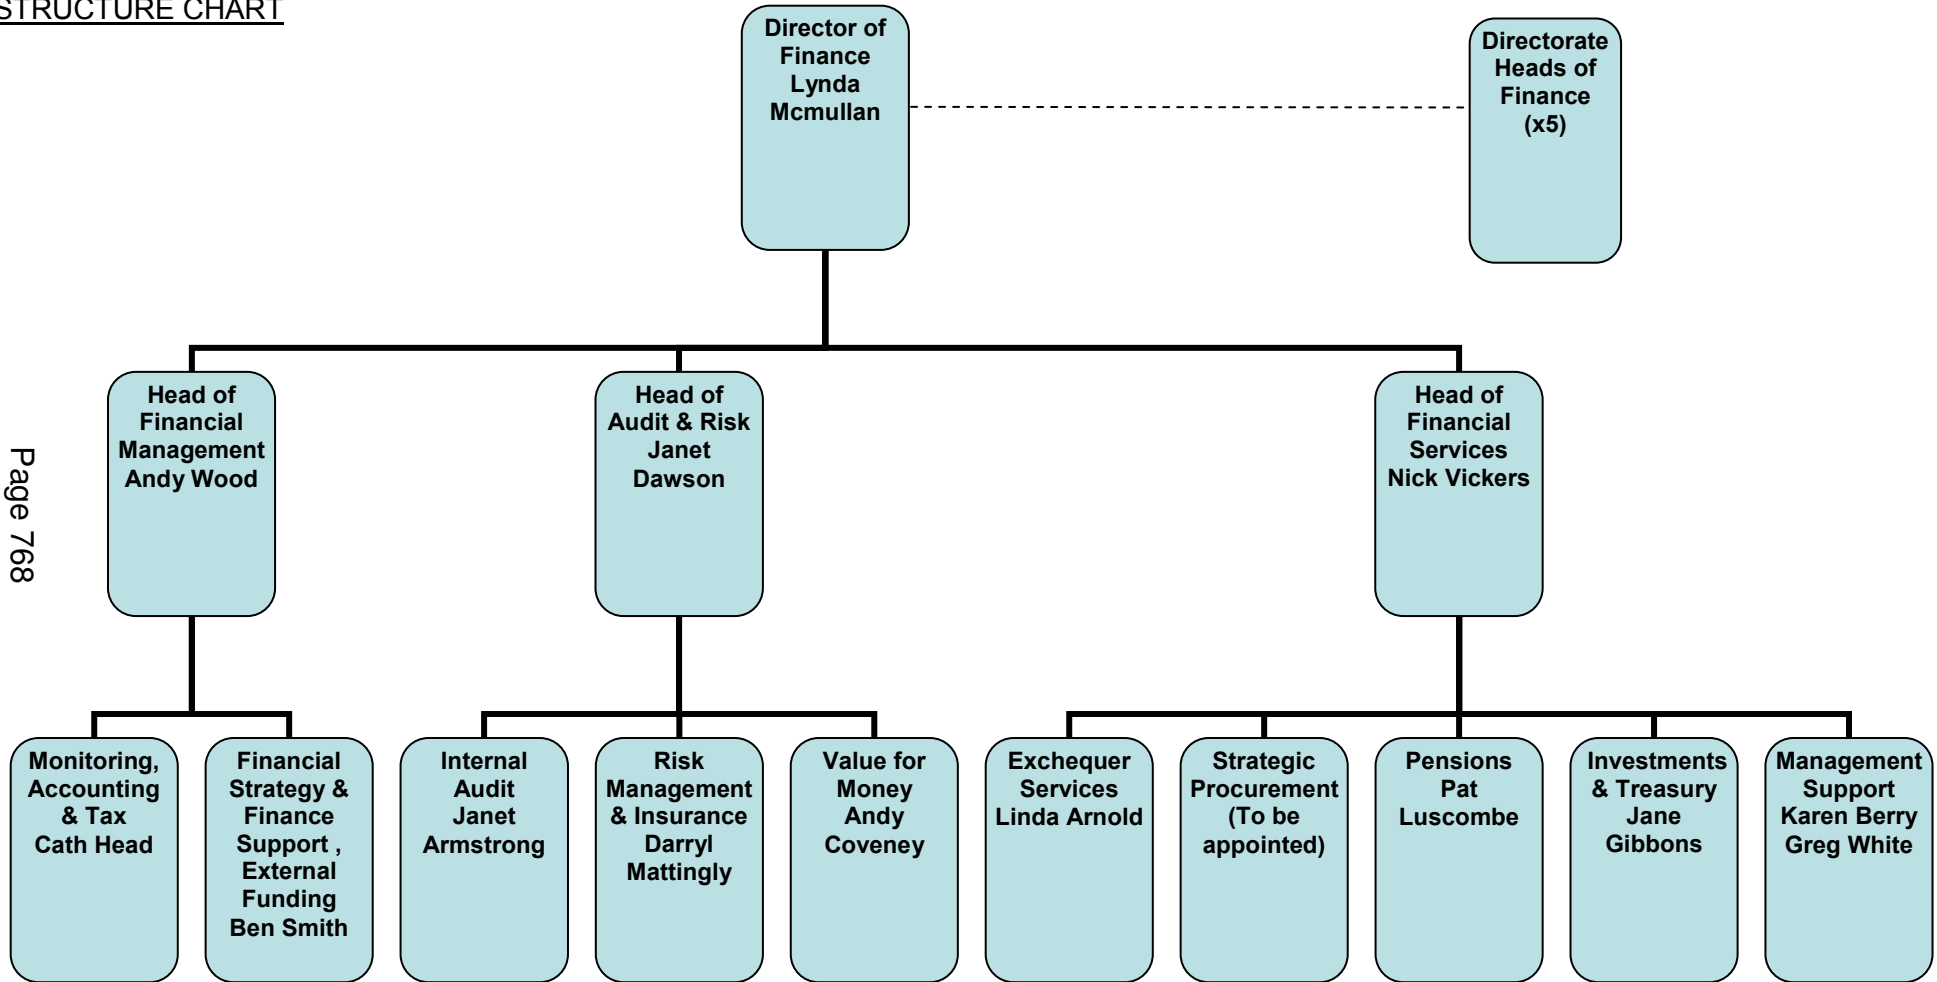 STRUCTURE CHART
Director of
Finance
Lynda
Mcmullan
Directorate
Heads of
Finance
(x5)
Head of
Financial
Management
Andy Wood
Head of
Audit & Risk
Janet
Dawson
Head of
Financial
Services
Nick Vickers
Page 768
Monitoring,
Accounting
& Tax
Cath Head
Financial
Strategy &
Finance
Support ,
External
Funding
Ben Smith
Internal
Audit
Janet
Armstrong
Risk
Management
& Insurance
Darryl
Mattingly
Value for
Money
Andy
Coveney
Exchequer
Services
Linda Arnold
Strategic
Procurement
(To be
appointed)
Pensions
Pat
Luscombe
Investments
& Treasury
Jane
Gibbons
Management
Support
Karen Berry
Greg White